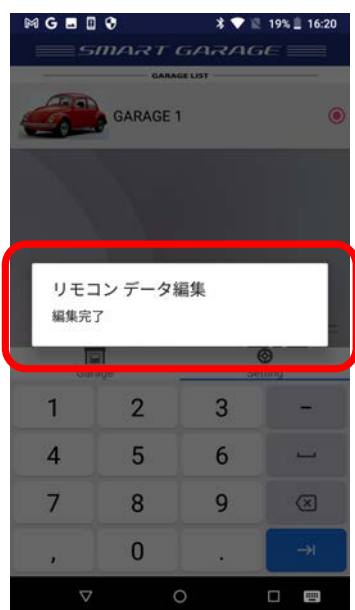 19% 16:20
SMART GARAGE
GARAGE LIST
GARAGE 1
リモコン データ編集
編集完了
Garage Setting
1 2 3 -
4 5 6
7 8 9
, 0 .